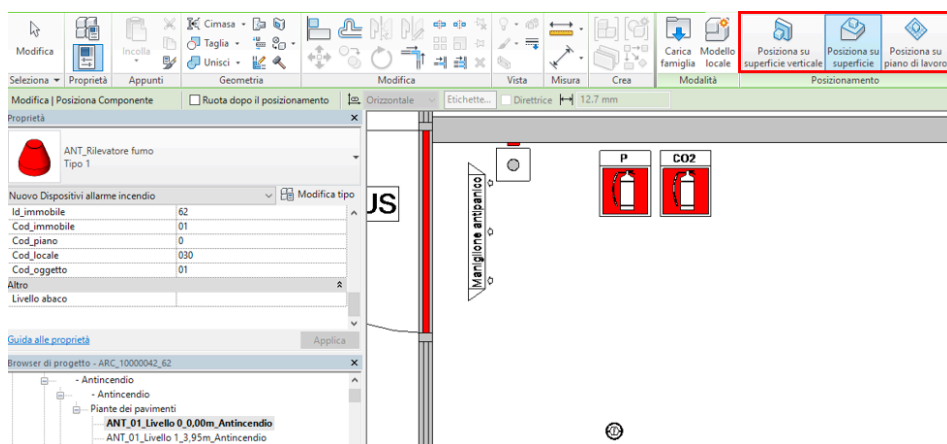 Modifica
Incolla
Cimasa
Taglia
Unisci
Carica famiglia
Modello locale
Posiziona su superficie verticale
Posiziona su superficie
Posiziona su piano di lavoro
Seleziona
Proprietà
Appunti
Geometria
Modifica
Vista
Misura
Crea
Modalità
Posizionamento
Modifica | Posiziona Componente
Ruota dopo il posizionamento
Orizzontale
Etichette...
Direttrice
12.7 mm
Proprietà
ANT_Rilevatore fumo
Tipo 1
Nuovo Dispositivi allarme incendio
Modifica tipo
Id_immobile 62
Cod_immobile 01
Cod_piano 0
Cod_locale 030
Cod_oggetto 01
Altro
Livello abaco
Guida alle proprietà
Applica
Browser di progetto - ARC_10000042_62
- Antincendio
- Antincendio
Piante dei pavimenti
ANT_01_Livello 0_0,00m_Antincendio
ANT_01_Livello 1_3,95m_Antincendio
US
Maniglione antipanico
P
CO2